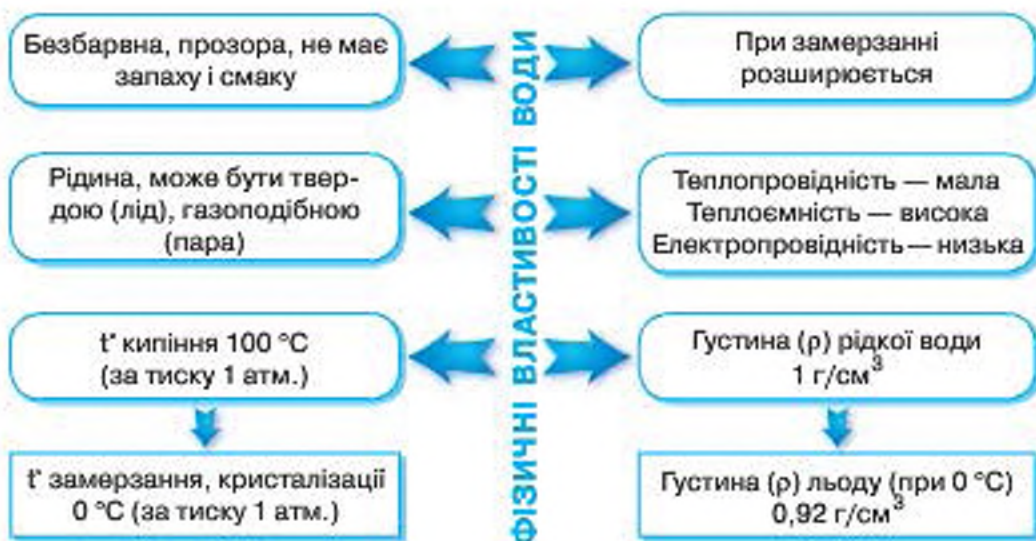 ФІЗИЧНІ ВЛАСТИВОСТІ ВОДИ
Безбарвна, прозора, не має
запаху і смаку
При замерзанні
розширюється
Рідина, може бути твер-
дою (лід), газоподібною
(пара)
Теплопровідність — мала
Теплоємність — висока
Електропровідність — низька
t° кипіння 100 °C
(за тиску 1 атм.)
Густина (ρ) рідкої води
1 г/см³
t° замерзання, кристалізації
0 °C (за тиску 1 атм.)
Густина (ρ) льоду (при 0 °C)
0,92 г/см³